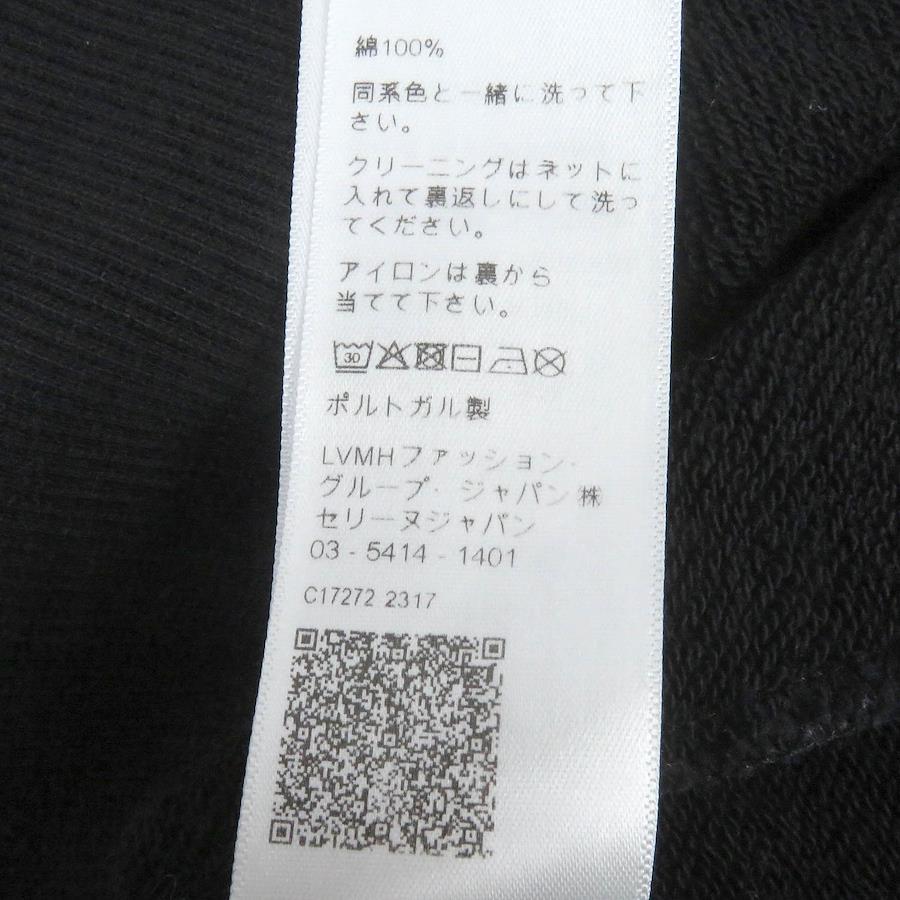 綿100%
同系色と一緒に洗って下
さい。
クリーニングはネットに
入れて裏返しにして洗っ
てください。
アイロンは裏から
当てて下さい。
30
ポルトガル製
LVMHファッション・
グループ・ジャパン㈱
セリーヌジャパン
03 - 5414 - 1401
C17272 2317